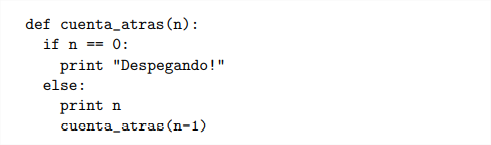 def cuenta_atras(n):
  if n == 0:
    print "Despegando!"
  else:
    print n
    cuenta_atras(n-1)